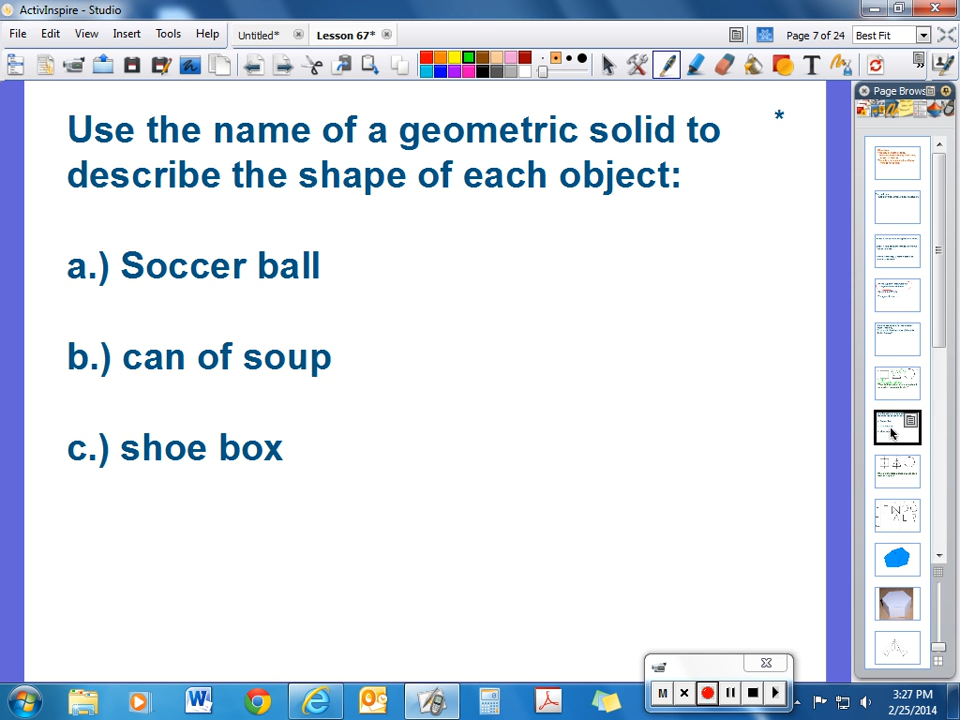 ActivInspire - Studio
File Edit View Insert Tools Help Untitled* Lesson 67* Page 7 of 24 Best Fit
Page Brows
Use the name of a geometric solid to *
describe the shape of each object:
a.) Soccer ball
b.) can of soup
c.) shoe box
M
3:27 PM
2/25/2014